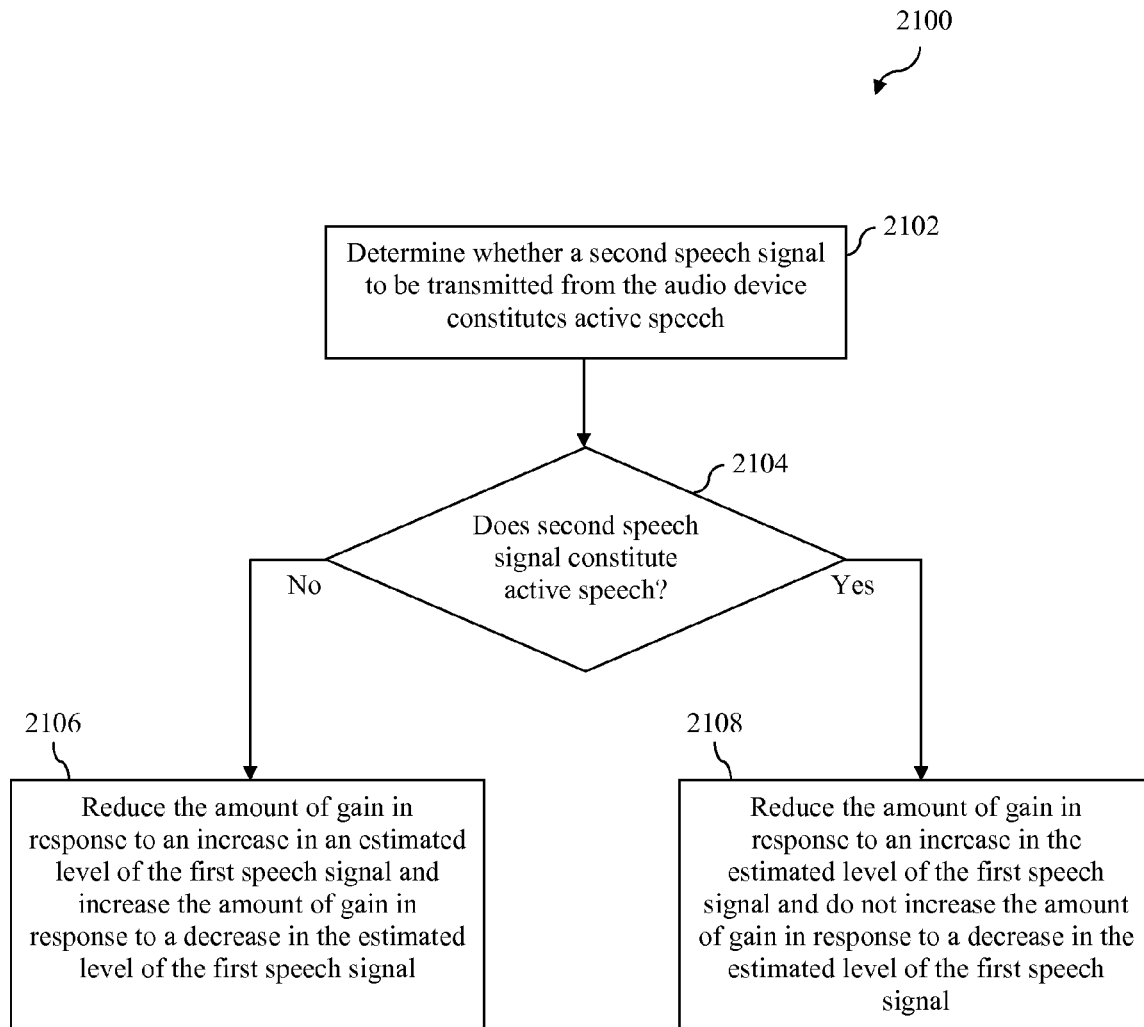 2100
2102
Determine whether a second speech signal
to be transmitted from the audio device
constitutes active speech
2104
Does second speech
signal constitute
active speech?
No
Yes
2106
Reduce the amount of gain in
response to an increase in an estimated
level of the first speech signal and
increase the amount of gain in
response to a decrease in the estimated
level of the first speech signal
2108
Reduce the amount of gain in
response to an increase in the
estimated level of the first speech
signal and do not increase the amount
of gain in response to a decrease in the
estimated level of the first speech
signal